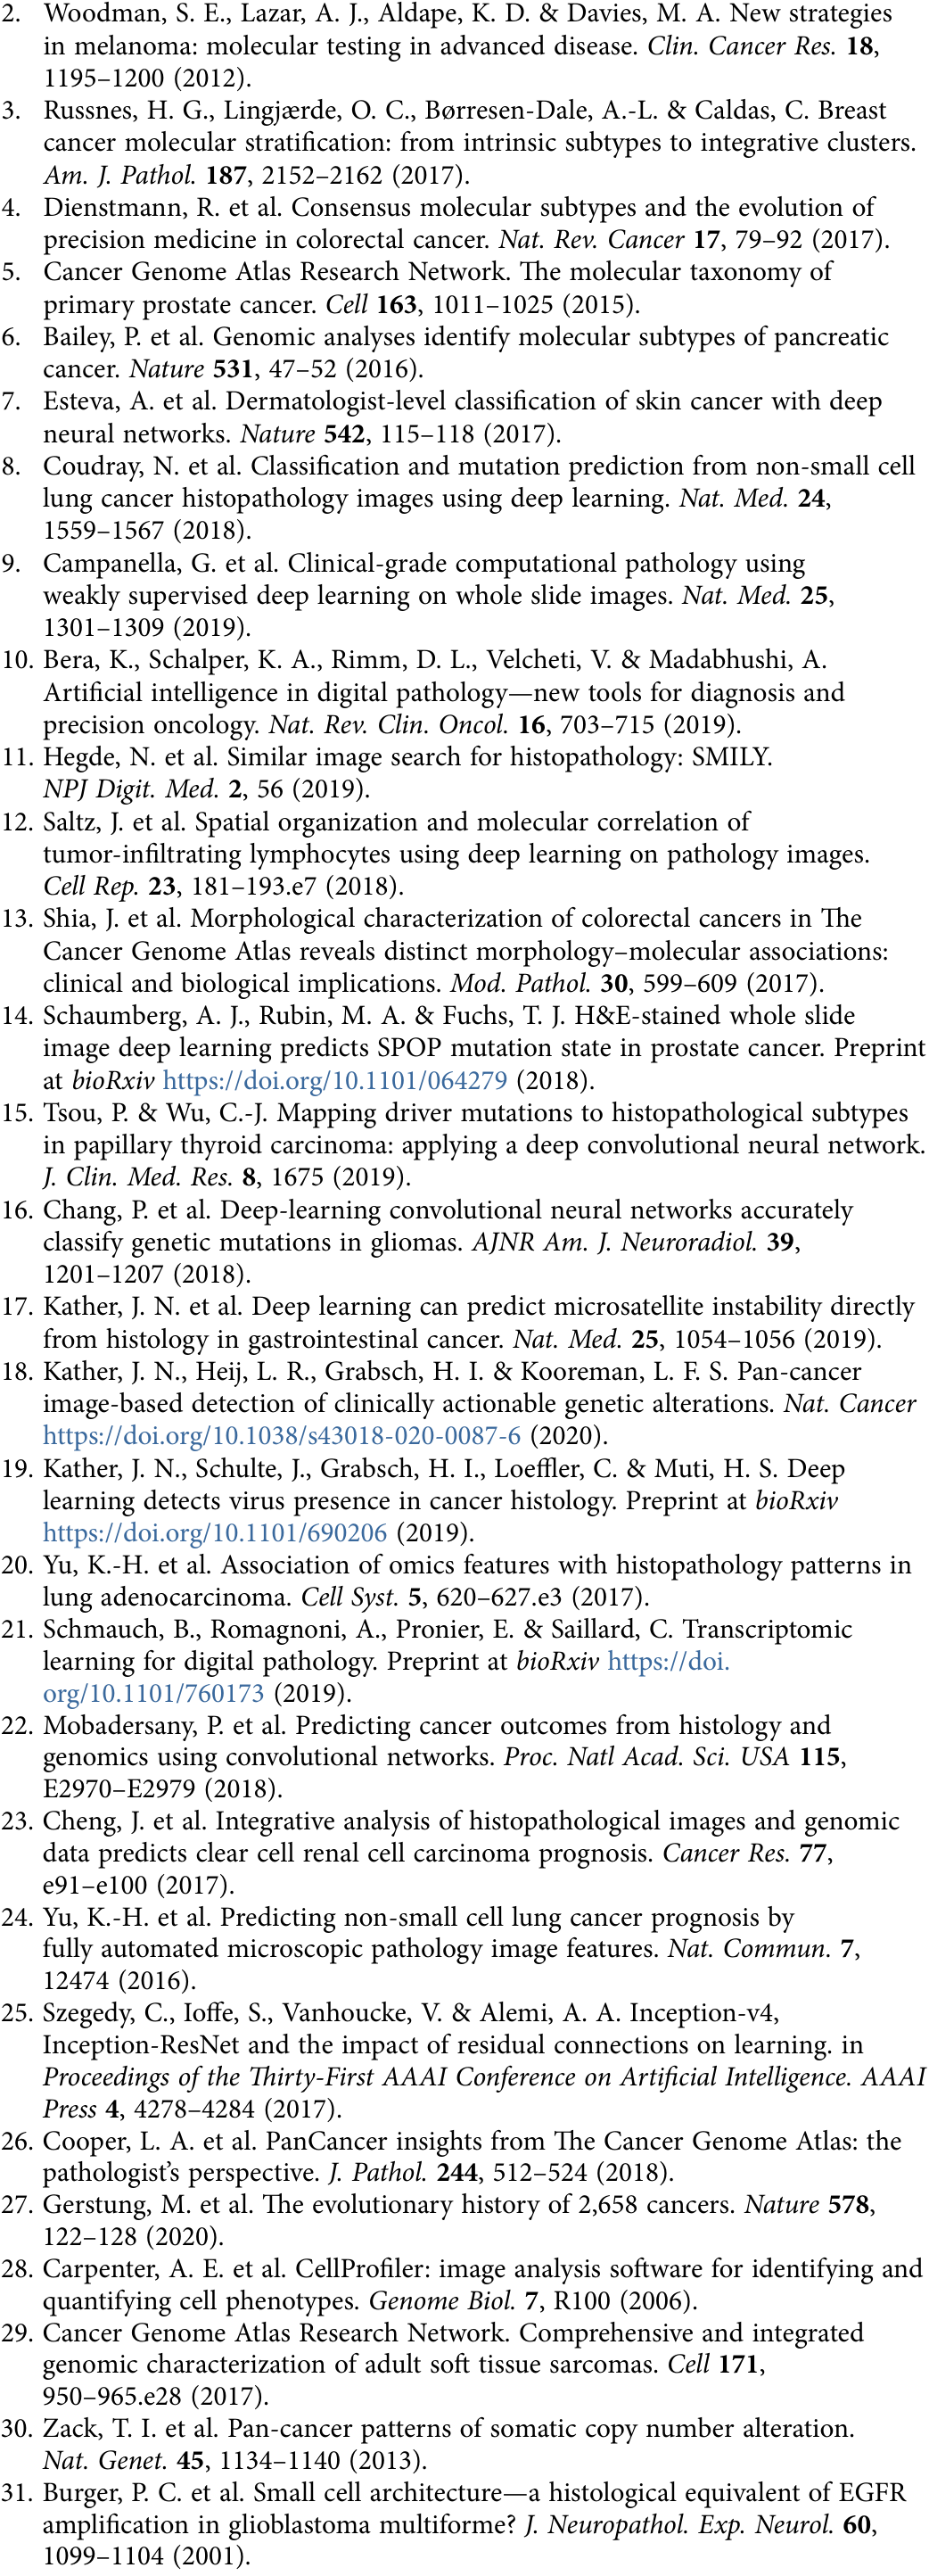 2. Woodman, S. E., Lazar, A. J., Aldape, K. D. & Davies, M. A. New strategies
in melanoma: molecular testing in advanced disease. Clin. Cancer Res. 18,
1195–1200 (2012).
3. Russnes, H. G., Lingjærde, O. C., Børresen-Dale, A.-L. & Caldas, C. Breast
cancer molecular stratification: from intrinsic subtypes to integrative clusters.
Am. J. Pathol. 187, 2152–2162 (2017).
4. Dienstmann, R. et al. Consensus molecular subtypes and the evolution of
precision medicine in colorectal cancer. Nat. Rev. Cancer 17, 79–92 (2017).
5. Cancer Genome Atlas Research Network. The molecular taxonomy of
primary prostate cancer. Cell 163, 1011–1025 (2015).
6. Bailey, P. et al. Genomic analyses identify molecular subtypes of pancreatic
cancer. Nature 531, 47–52 (2016).
7. Esteva, A. et al. Dermatologist-level classification of skin cancer with deep
neural networks. Nature 542, 115–118 (2017).
8. Coudray, N. et al. Classification and mutation prediction from non-small cell
lung cancer histopathology images using deep learning. Nat. Med. 24,
1559–1567 (2018).
9. Campanella, G. et al. Clinical-grade computational pathology using
weakly supervised deep learning on whole slide images. Nat. Med. 25,
1301–1309 (2019).
10. Bera, K., Schalper, K. A., Rimm, D. L., Velcheti, V. & Madabhushi, A.
Artificial intelligence in digital pathology—new tools for diagnosis and
precision oncology. Nat. Rev. Clin. Oncol. 16, 703–715 (2019).
11. Hegde, N. et al. Similar image search for histopathology: SMILY.
NPJ Digit. Med. 2, 56 (2019).
12. Saltz, J. et al. Spatial organization and molecular correlation of
tumor-infiltrating lymphocytes using deep learning on pathology images.
Cell Rep. 23, 181–193.e7 (2018).
13. Shia, J. et al. Morphological characterization of colorectal cancers in The
Cancer Genome Atlas reveals distinct morphology–molecular associations:
clinical and biological implications. Mod. Pathol. 30, 599–609 (2017).
14. Schaumberg, A. J., Rubin, M. A. & Fuchs, T. J. H&E-stained whole slide
image deep learning predicts SPOP mutation state in prostate cancer. Preprint
at bioRxiv https://doi.org/10.1101/064279 (2018).
15. Tsou, P. & Wu, C.-J. Mapping driver mutations to histopathological subtypes
in papillary thyroid carcinoma: applying a deep convolutional neural network.
J. Clin. Med. Res. 8, 1675 (2019).
16. Chang, P. et al. Deep-learning convolutional neural networks accurately
classify genetic mutations in gliomas. AJNR Am. J. Neuroradiol. 39,
1201–1207 (2018).
17. Kather, J. N. et al. Deep learning can predict microsatellite instability directly
from histology in gastrointestinal cancer. Nat. Med. 25, 1054–1056 (2019).
18. Kather, J. N., Heij, L. R., Grabsch, H. I. & Kooreman, L. F. S. Pan-cancer
image-based detection of clinically actionable genetic alterations. Nat. Cancer
https://doi.org/10.1038/s43018-020-0087-6 (2020).
19. Kather, J. N., Schulte, J., Grabsch, H. I., Loeffler, C. & Muti, H. S. Deep
learning detects virus presence in cancer histology. Preprint at bioRxiv
https://doi.org/10.1101/690206 (2019).
20. Yu, K.-H. et al. Association of omics features with histopathology patterns in
lung adenocarcinoma. Cell Syst. 5, 620–627.e3 (2017).
21. Schmauch, B., Romagnoni, A., Pronier, E. & Saillard, C. Transcriptomic
learning for digital pathology. Preprint at bioRxiv https://doi.
org/10.1101/760173 (2019).
22. Mobadersany, P. et al. Predicting cancer outcomes from histology and
genomics using convolutional networks. Proc. Natl Acad. Sci. USA 115,
E2970–E2979 (2018).
23. Cheng, J. et al. Integrative analysis of histopathological images and genomic
data predicts clear cell renal cell carcinoma prognosis. Cancer Res. 77,
e91–e100 (2017).
24. Yu, K.-H. et al. Predicting non-small cell lung cancer prognosis by
fully automated microscopic pathology image features. Nat. Commun. 7,
12474 (2016).
25. Szegedy, C., Ioffe, S., Vanhoucke, V. & Alemi, A. A. Inception-v4,
Inception-ResNet and the impact of residual connections on learning. in
Proceedings of the Thirty-First AAAI Conference on Artificial Intelligence. AAAI
Press 4, 4278–4284 (2017).
26. Cooper, L. A. et al. PanCancer insights from The Cancer Genome Atlas: the
pathologist’s perspective. J. Pathol. 244, 512–524 (2018).
27. Gerstung, M. et al. The evolutionary history of 2,658 cancers. Nature 578,
122–128 (2020).
28. Carpenter, A. E. et al. CellProfiler: image analysis software for identifying and
quantifying cell phenotypes. Genome Biol. 7, R100 (2006).
29. Cancer Genome Atlas Research Network. Comprehensive and integrated
genomic characterization of adult soft tissue sarcomas. Cell 171,
950–965.e28 (2017).
30. Zack, T. I. et al. Pan-cancer patterns of somatic copy number alteration.
Nat. Genet. 45, 1134–1140 (2013).
31. Burger, P. C. et al. Small cell architecture—a histological equivalent of EGFR
amplification in glioblastoma multiforme? J. Neuropathol. Exp. Neurol. 60,
1099–1104 (2001).